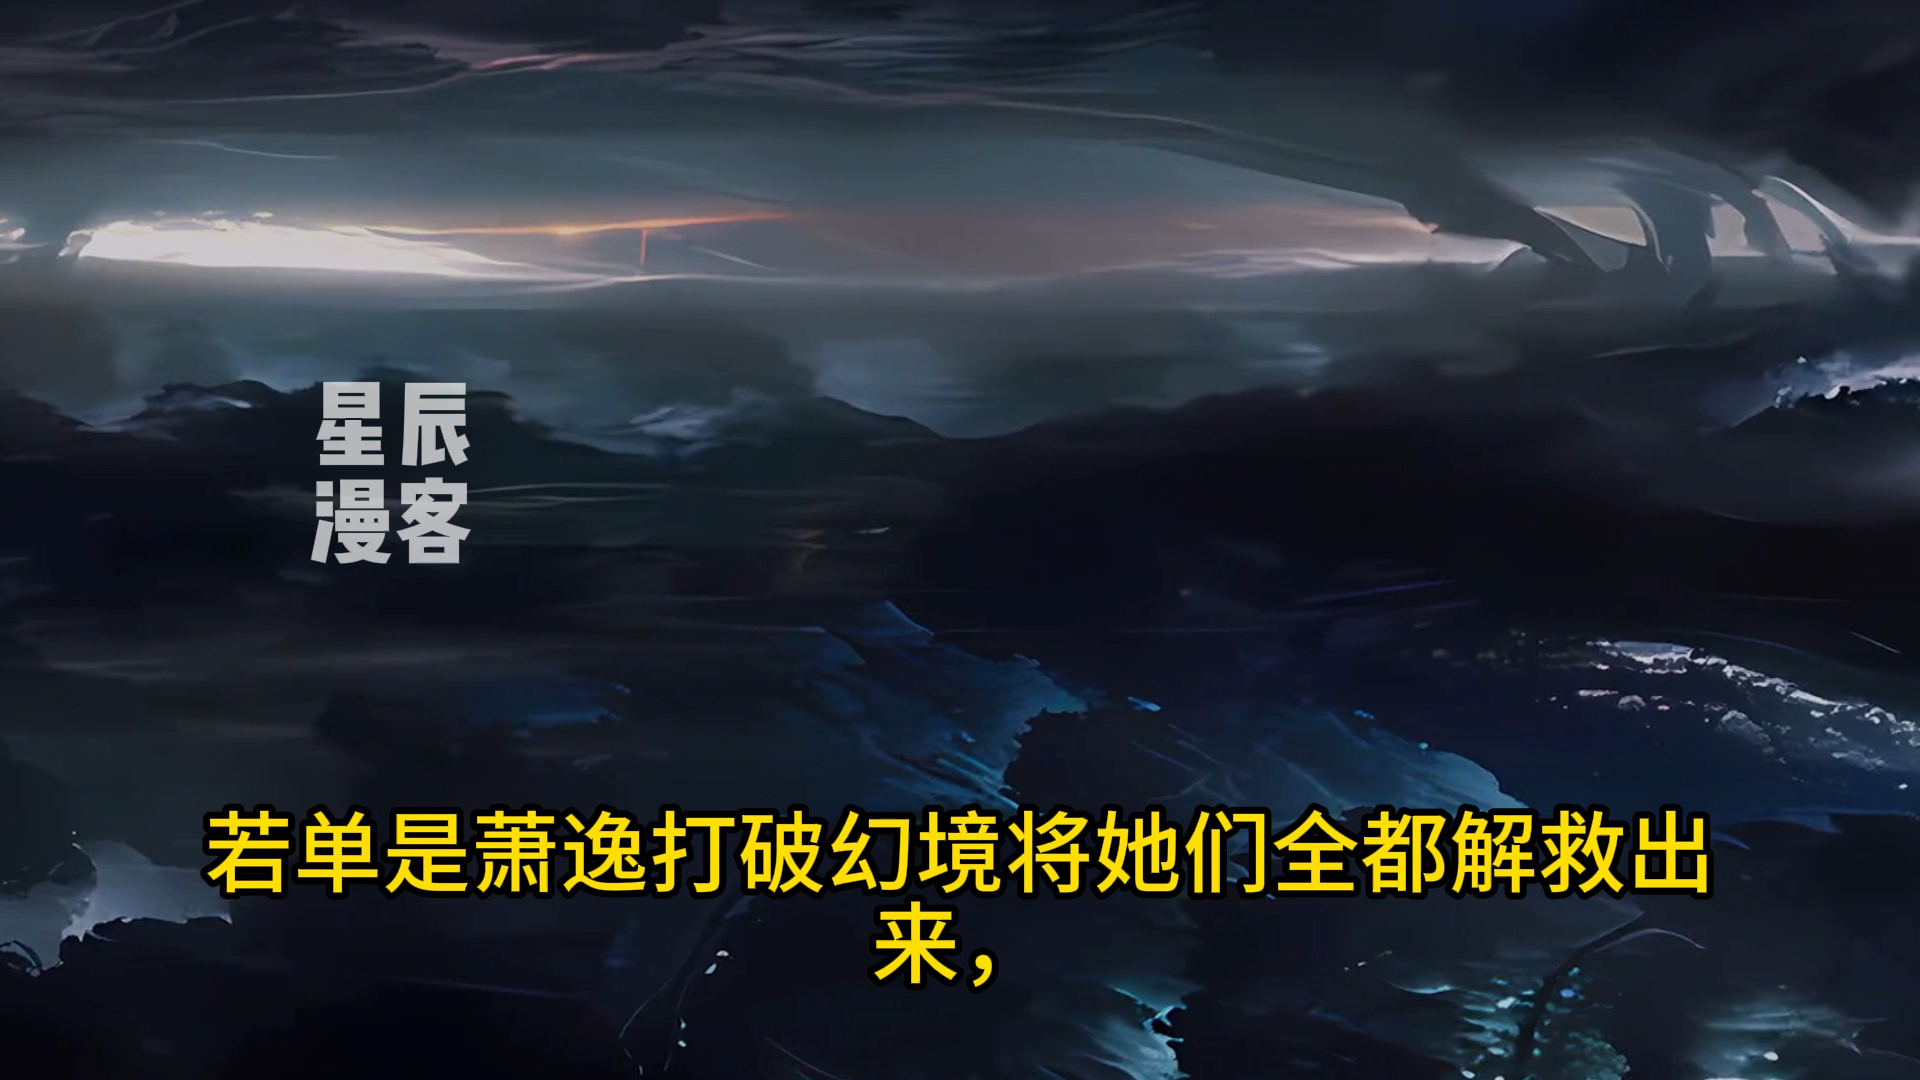 星辰
漫客
若单是萧逸打破幻境将她们全都解救出
来，